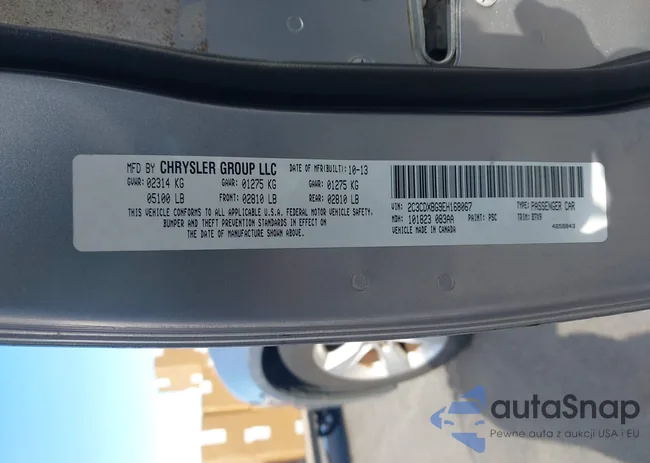 MFD BY CHRYSLER GROUP LLC DATE OF MFR(BUILT): 10-13
GVWR: 02314 KG GAWR: 01275 KG GAWR: 01275 KG
05100 LB FRONT: 02810 LB REAR: 02810 LB
THIS VEHICLE CONFORMS TO ALL APPLICABLE U.S.A. FEDERAL MOTOR VEHICLE SAFETY,
BUMPER AND THEFT PREVENTION STANDARDS IN EFFECT ON
THE DATE OF MANUFACTURE SHOWN ABOVE.
VIN: 2C3CDXBG9EH168067 TYPE: PASSENGER CAR
MDH: 101823 083AA PAINT: PSC TRIM: B7X9
VEHICLE MADE IN CANADA 4658843
autaSnap
Pewne auta z aukcji USA i EU